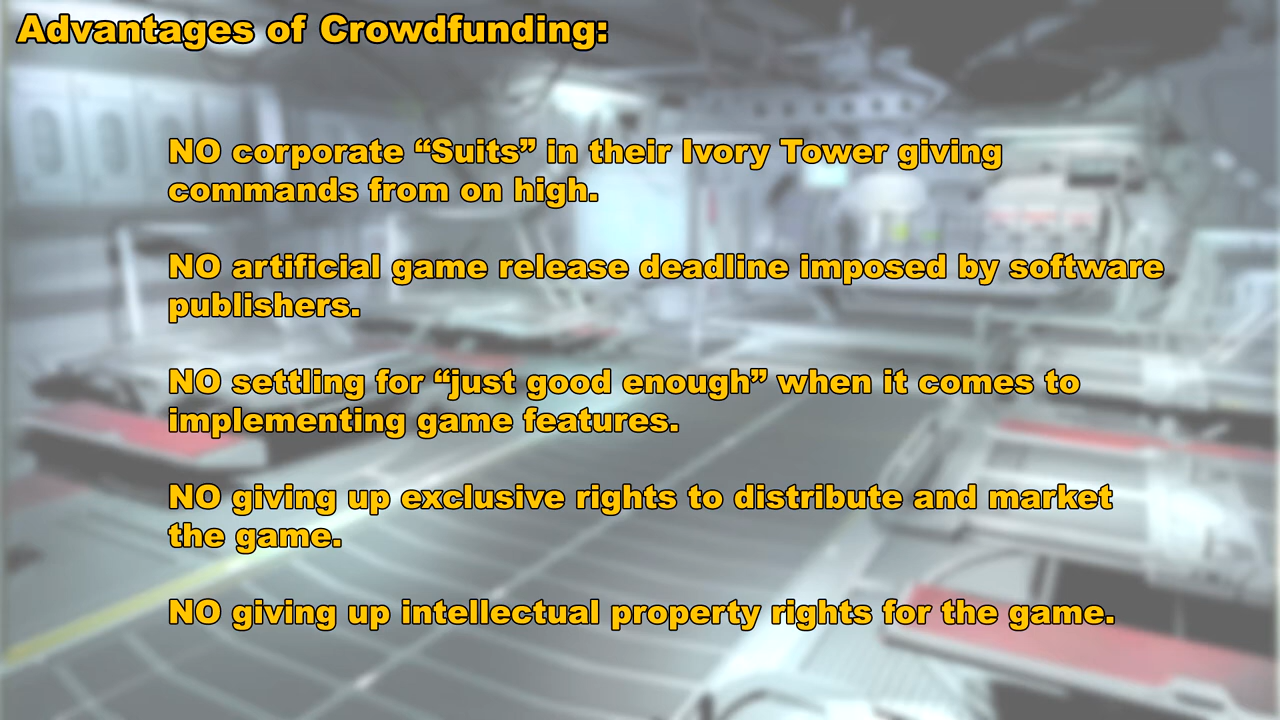 Advantages of Crowdfunding:
NO corporate “Suits” in their Ivory Tower giving
commands from on high.
NO artificial game release deadline imposed by software
publishers.
NO settling for “just good enough” when it comes to
implementing game features.
NO giving up exclusive rights to distribute and market
the game.
NO giving up intellectual property rights for the game.